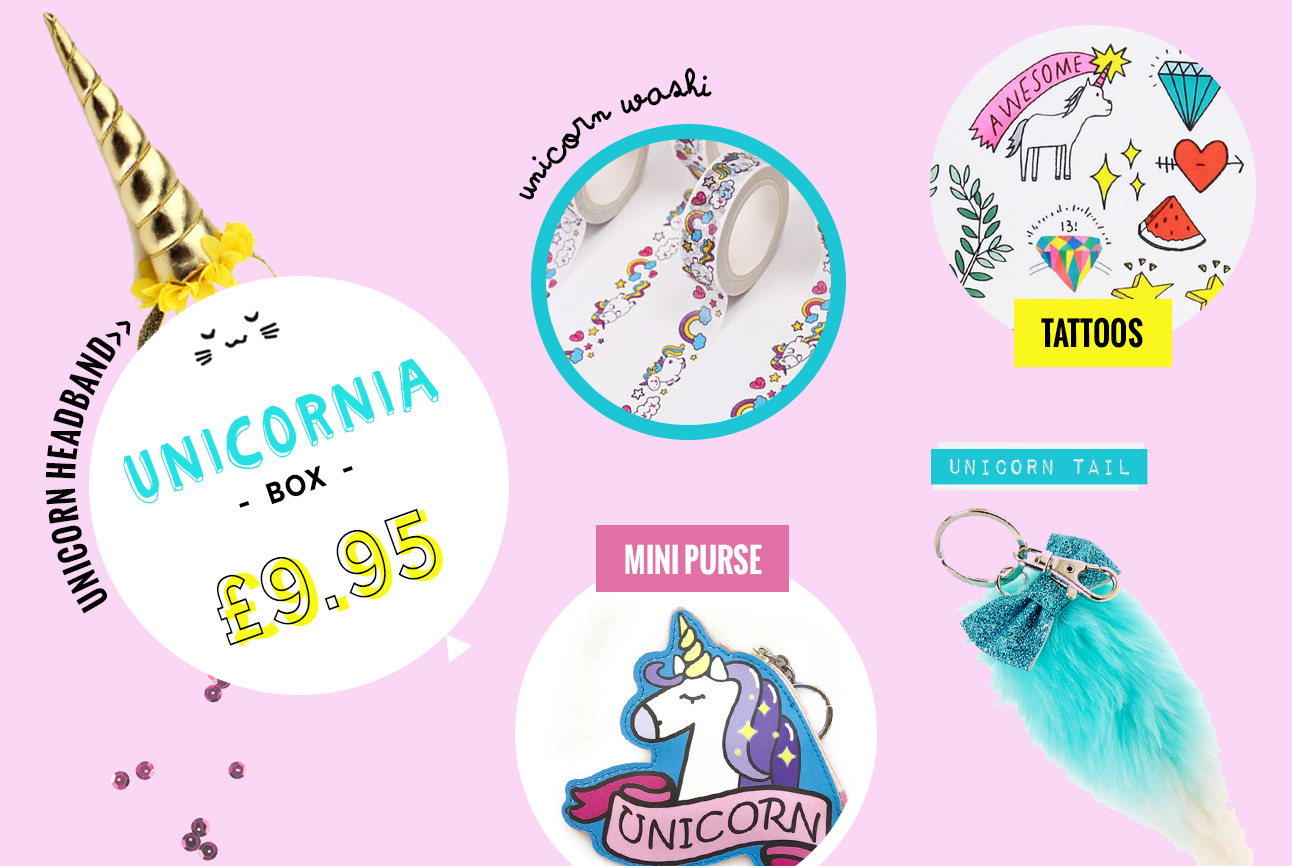 UNICORN HEADBAND>>
UNICORNIA
- BOX -
£9.95
unicorn washi
AWESOME
13!
TATTOOS
UNICORN TAIL
MINI PURSE
UNICORN